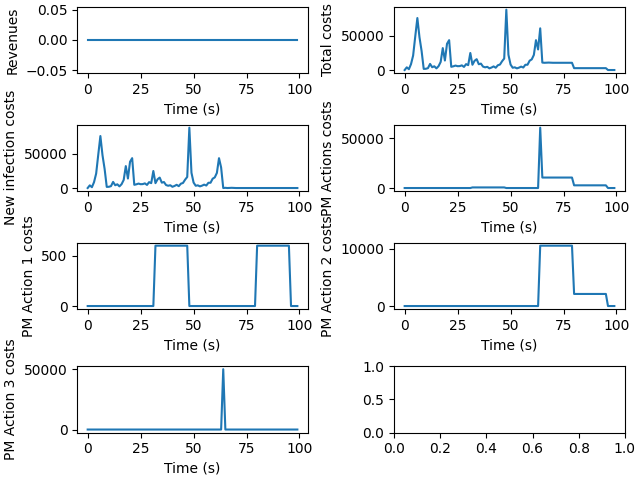 Revenues
0.05
0.00
−0.05
0 25 50 75 100
Time (s)
Total costs
50000
0
0 25 50 75 100
Time (s)
New infection costs
50000
0
0 25 50 75 100
Time (s)
PM Actions costs
50000
0
0 25 50 75 100
Time (s)
PM Action 1 costs
500
0
0 25 50 75 100
Time (s)
PM Action 2 costs
10000
0
0 25 50 75 100
Time (s)
PM Action 3 costs
50000
0
0 25 50 75 100
Time (s)
1.0
0.5
0.0
0.0 0.2 0.4 0.6 0.8 1.0